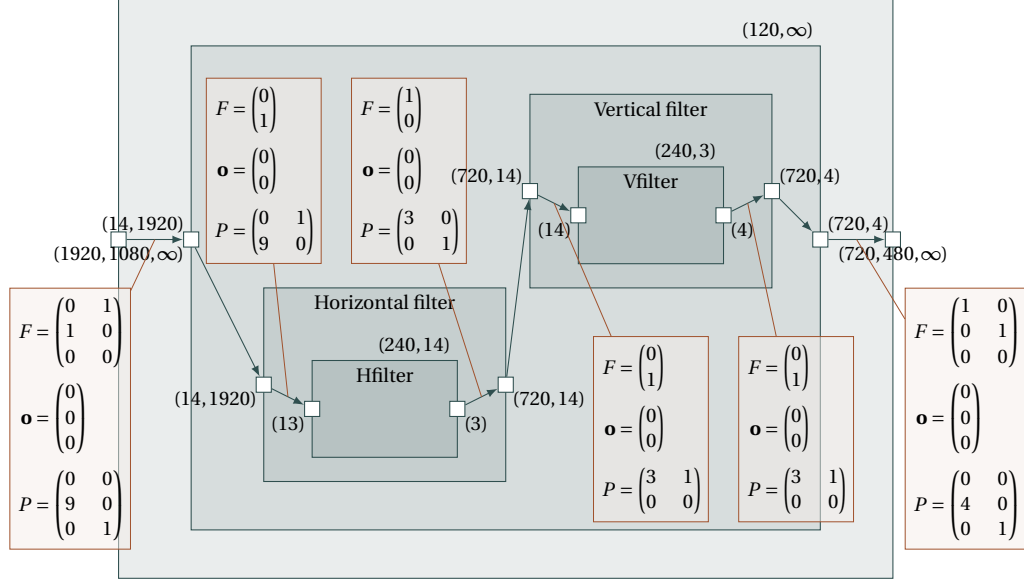 (120,∞)
F = (0 1)
o = (0 0)
P = (0 1
9 0)
F = (1 0)
o = (0 0)
P = (3 0
0 1)
Vertical filter
(240,3)
Vfilter
(720,14)
(720,4)
(14)
(4)
(14,1920)
(1920,1080,∞)
(720,4)
(720,480,∞)
Horizontal filter
(240,14)
Hfilter
(14,1920)
(720,14)
(13)
(3)
F = (0 1
1 0
0 0)
o = (0 0 0)
P = (0 0
9 0
0 1)
F = (0 1)
o = (0 0)
P = (3 1
0 0)
F = (0 1)
o = (0 0)
P = (3 1
0 0)
F = (1 0
0 1
0 0)
o = (0 0 0)
P = (0 0
4 0
0 1)